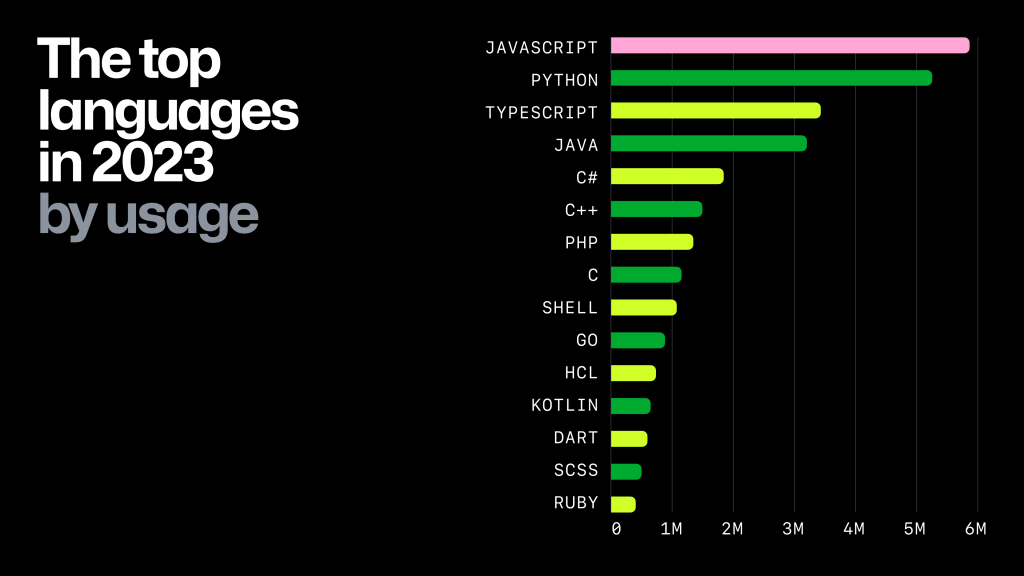 The top
languages
in 2023
by usage
JAVASCRIPT
PYTHON
TYPESCRIPT
JAVA
C#
C++
PHP
C
SHELL
GO
HCL
KOTLIN
DART
SCSS
RUBY
0 1M 2M 3M 4M 5M 6M